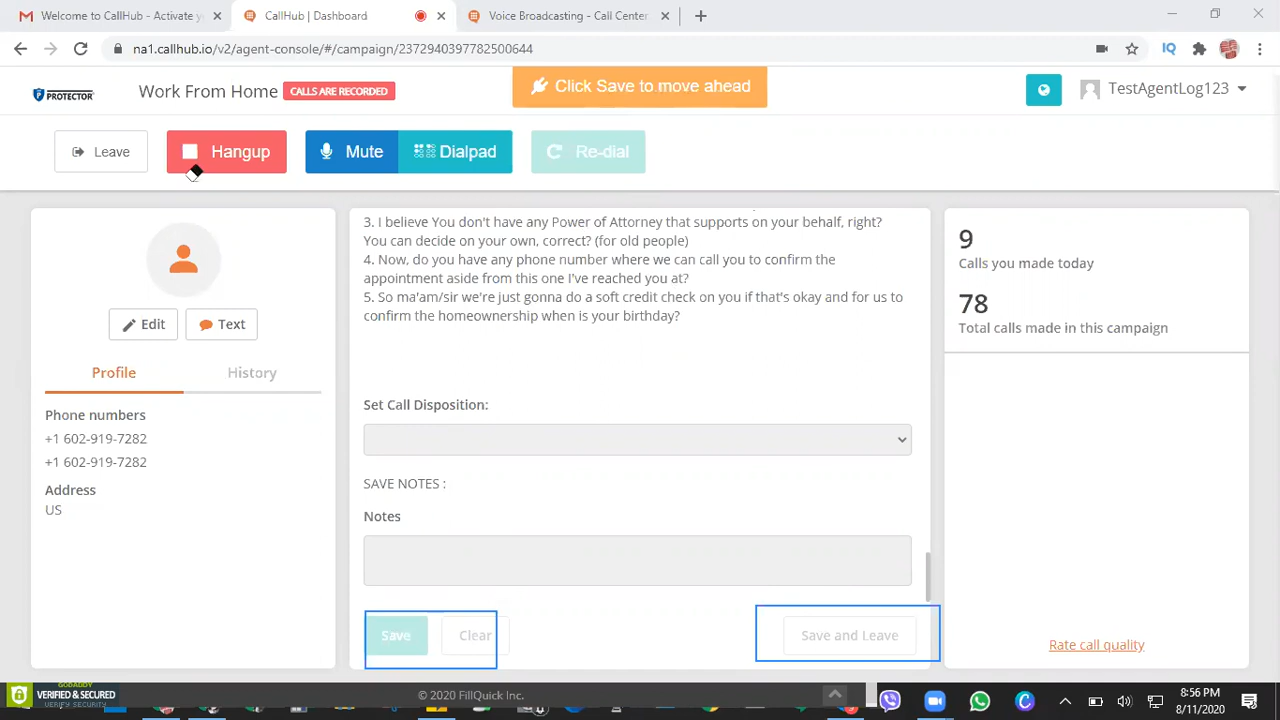 Welcome to CallHub - Activate y
CallHub | Dashboard
Voice Broadcasting - Call Center
na1.callhub.io/v2/agent-console/#/campaign/2372940397782500644
IQ
PROTECTOR
Work From Home
CALLS ARE RECORDED
Click Save to move ahead
TestAgentLog123
Leave
Hangup
Mute
Dialpad
Re-dial
Edit
Text
Profile
History
Phone numbers
+1 602-919-7282
+1 602-919-7282
Address
US
3. I believe You don't have any Power of Attorney that supports on your behalf, right?
You can decide on your own, correct? (for old people)
4. Now, do you have any phone number where we can call you to confirm the
appointment aside from this one I've reached you at?
5. So ma'am/sir we're just gonna do a soft credit check on you if that's okay and for us to
confirm the homeownership when is your birthday?
Set Call Disposition:
SAVE NOTES :
Notes
Save
Clear
Save and Leave
9
Calls you made today
78
Total calls made in this campaign
Rate call quality
GODADDY
VERIFIED & SECURED
VERIFY SECURITY
© 2020 FillQuick Inc.
8:56 PM
8/11/2020